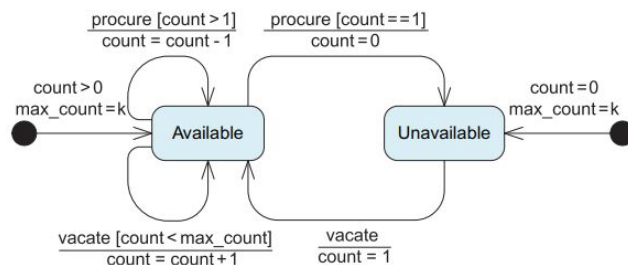 procure [count>1]
count = count - 1
procure [count==1]
count=0
count>0
max_count=k
count=0
max_count=k
Available
Unavailable
vacate [count<max_count]
count = count+1
vacate
count = 1